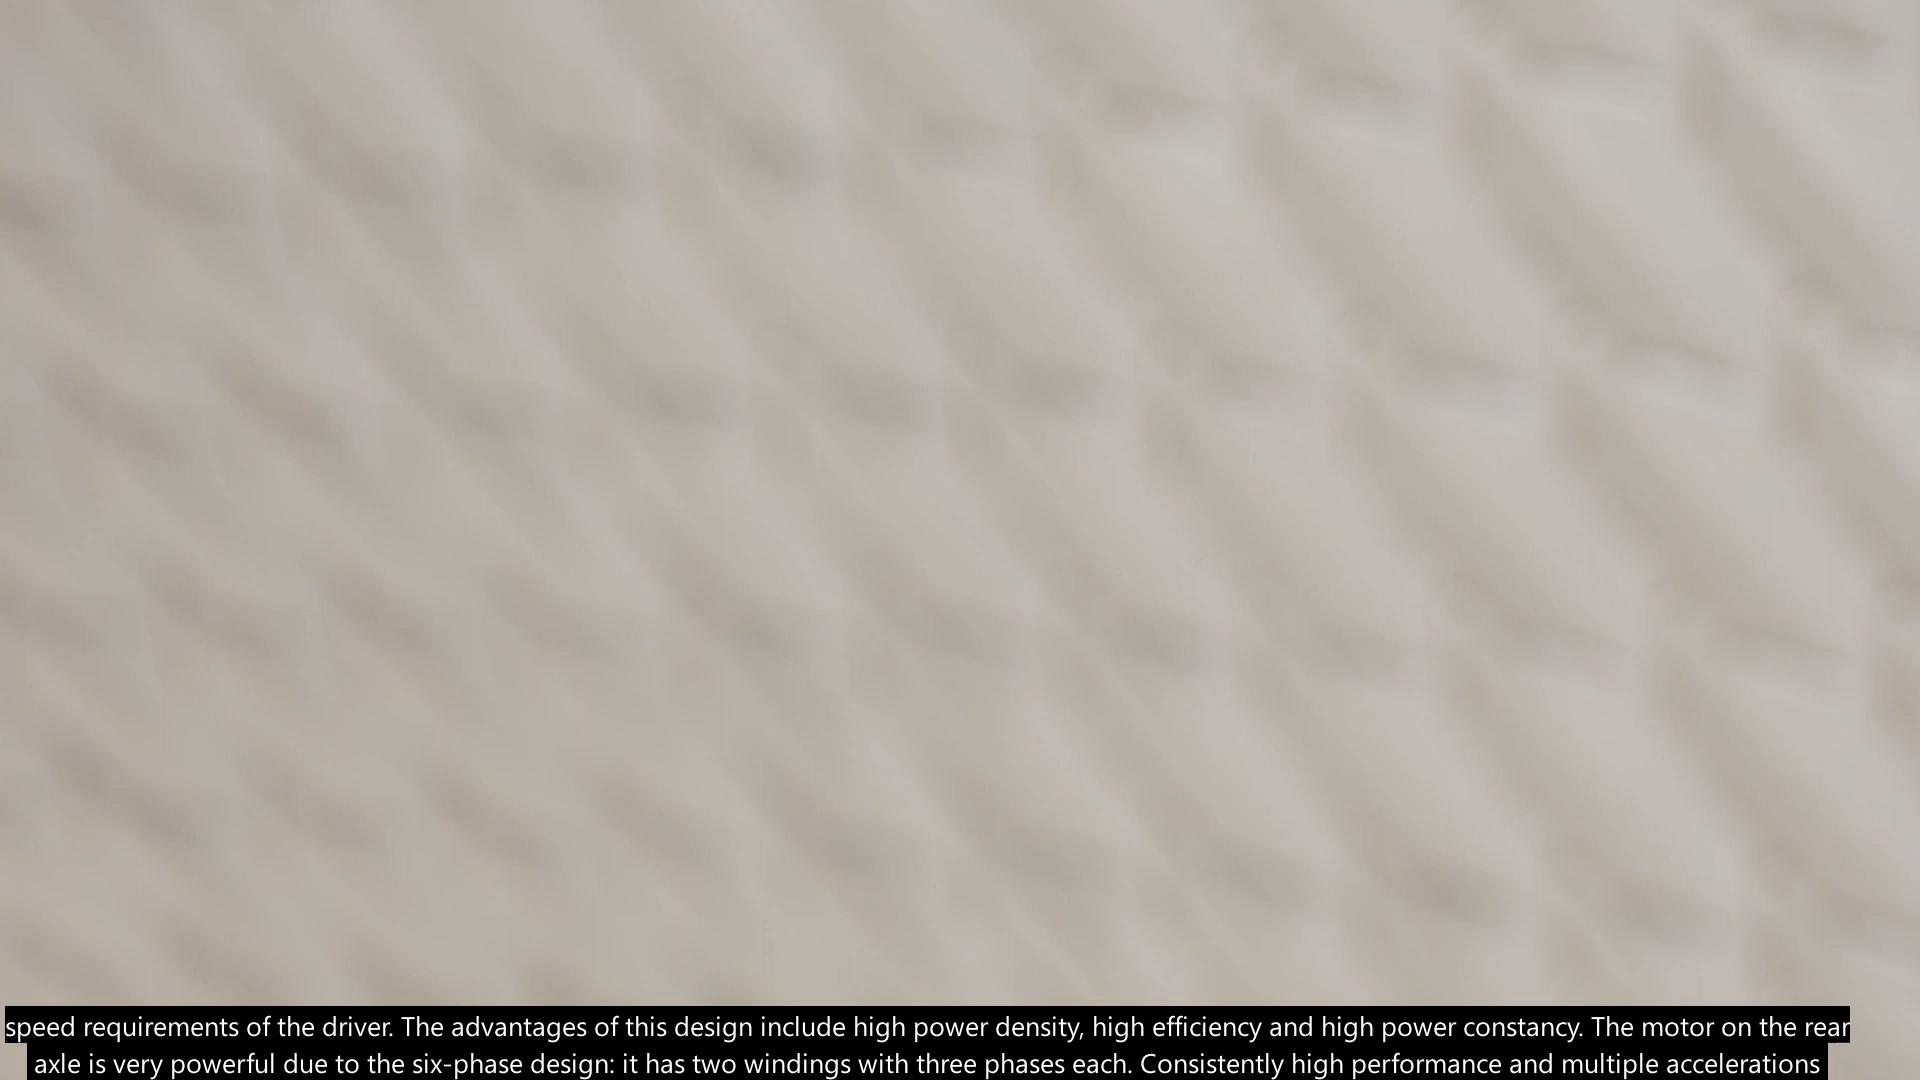 speed requirements of the driver. The advantages of this design include high power density, high efficiency and high power constancy. The motor on the rear
axle is very powerful due to the six-phase design: it has two windings with three phases each. Consistently high performance and multiple accelerations